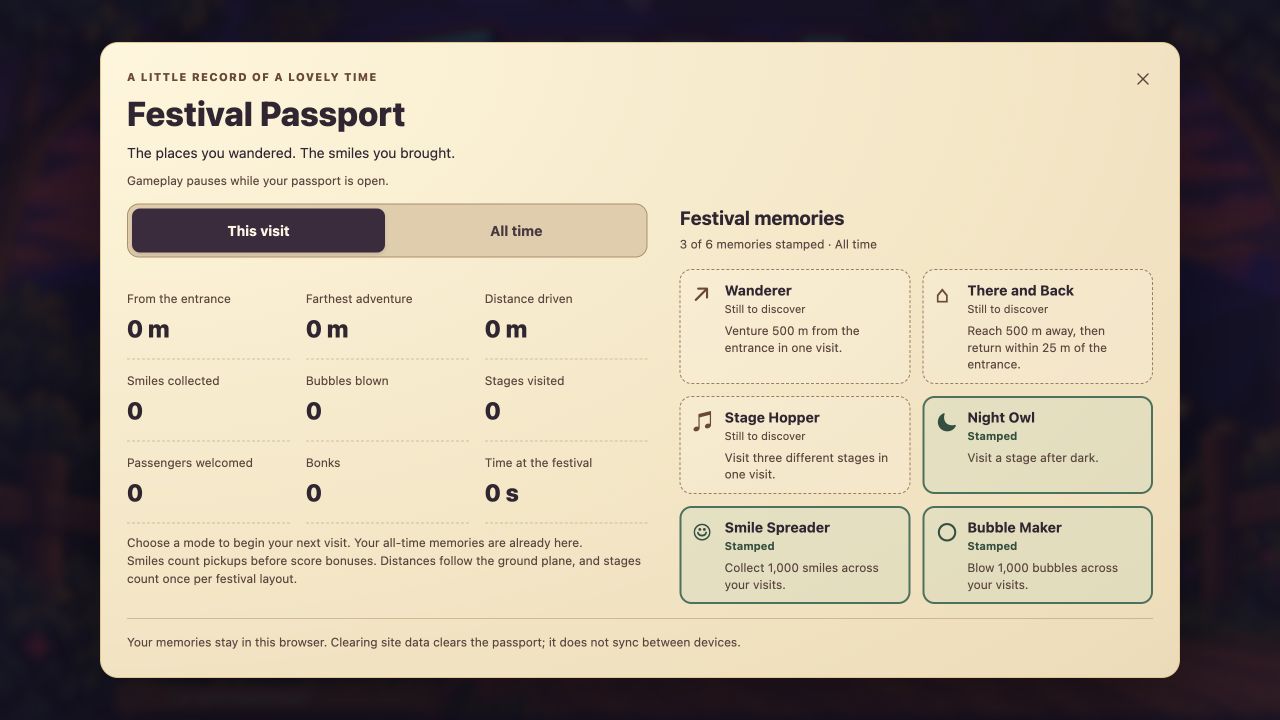 A LITTLE RECORD OF A LOVELY TIME
Festival Passport
The places you wandered. The smiles you brought.
Gameplay pauses while your passport is open.
This visit
All time
From the entrance
0 m
Farthest adventure
0 m
Distance driven
0 m
Smiles collected
0
Bubbles blown
0
Stages visited
0
Passengers welcomed
0
Bonks
0
Time at the festival
0 s
Choose a mode to begin your next visit. Your all-time memories are already here.
Smiles count pickups before score bonuses. Distances follow the ground plane, and stages
count once per festival layout.
Festival memories
3 of 6 memories stamped · All time
Wanderer
Still to discover
Venture 500 m from the
entrance in one visit.
There and Back
Still to discover
Reach 500 m away, then
return within 25 m of the
entrance.
Stage Hopper
Still to discover
Visit three different stages in
one visit.
Night Owl
Stamped
Visit a stage after dark.
Smile Spreader
Stamped
Collect 1,000 smiles across
your visits.
Bubble Maker
Stamped
Blow 1,000 bubbles across
your visits.
Your memories stay in this browser. Clearing site data clears the passport; it does not sync between devices.